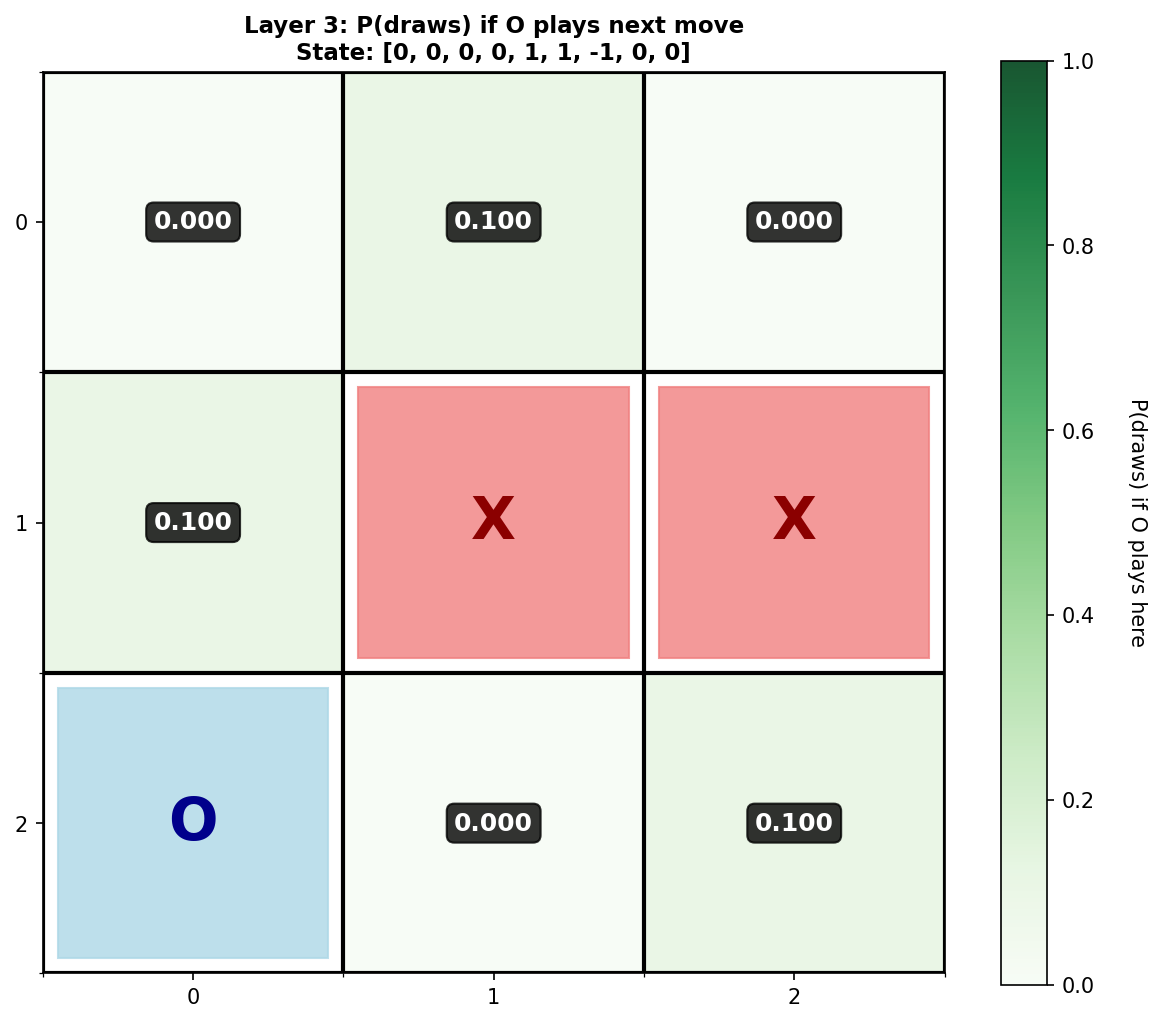 Layer 3: P(draws) if O plays next move
State: [0, 0, 0, 0, 1, 1, -1, 0, 0]
0.000 0.100 0.000
0.100 X X
O 0.000 0.100
0
1
2
0 1 2
1.0
0.8
0.6
0.4
0.2
0.0
P(draws) if O plays here